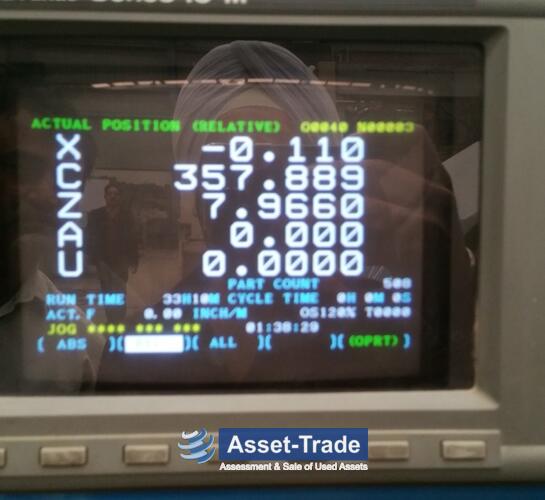 ACTUAL POSITION (RELATIVE) O0040 N00003
X -0.110
C 357.889
Z 7.9660
A 0.000
U 0.0000
PART COUNT 508
RUN TIME 33H10M CYCLE TIME 0H 0M 0S
ACT.F 0.00 INCH/M OS120% T0000
JOG **** *** *** 01:38:29
( ABS )( )( ALL )( )( (OPRT) )
Asset-Trade
Assessment & Sale of Used Assets